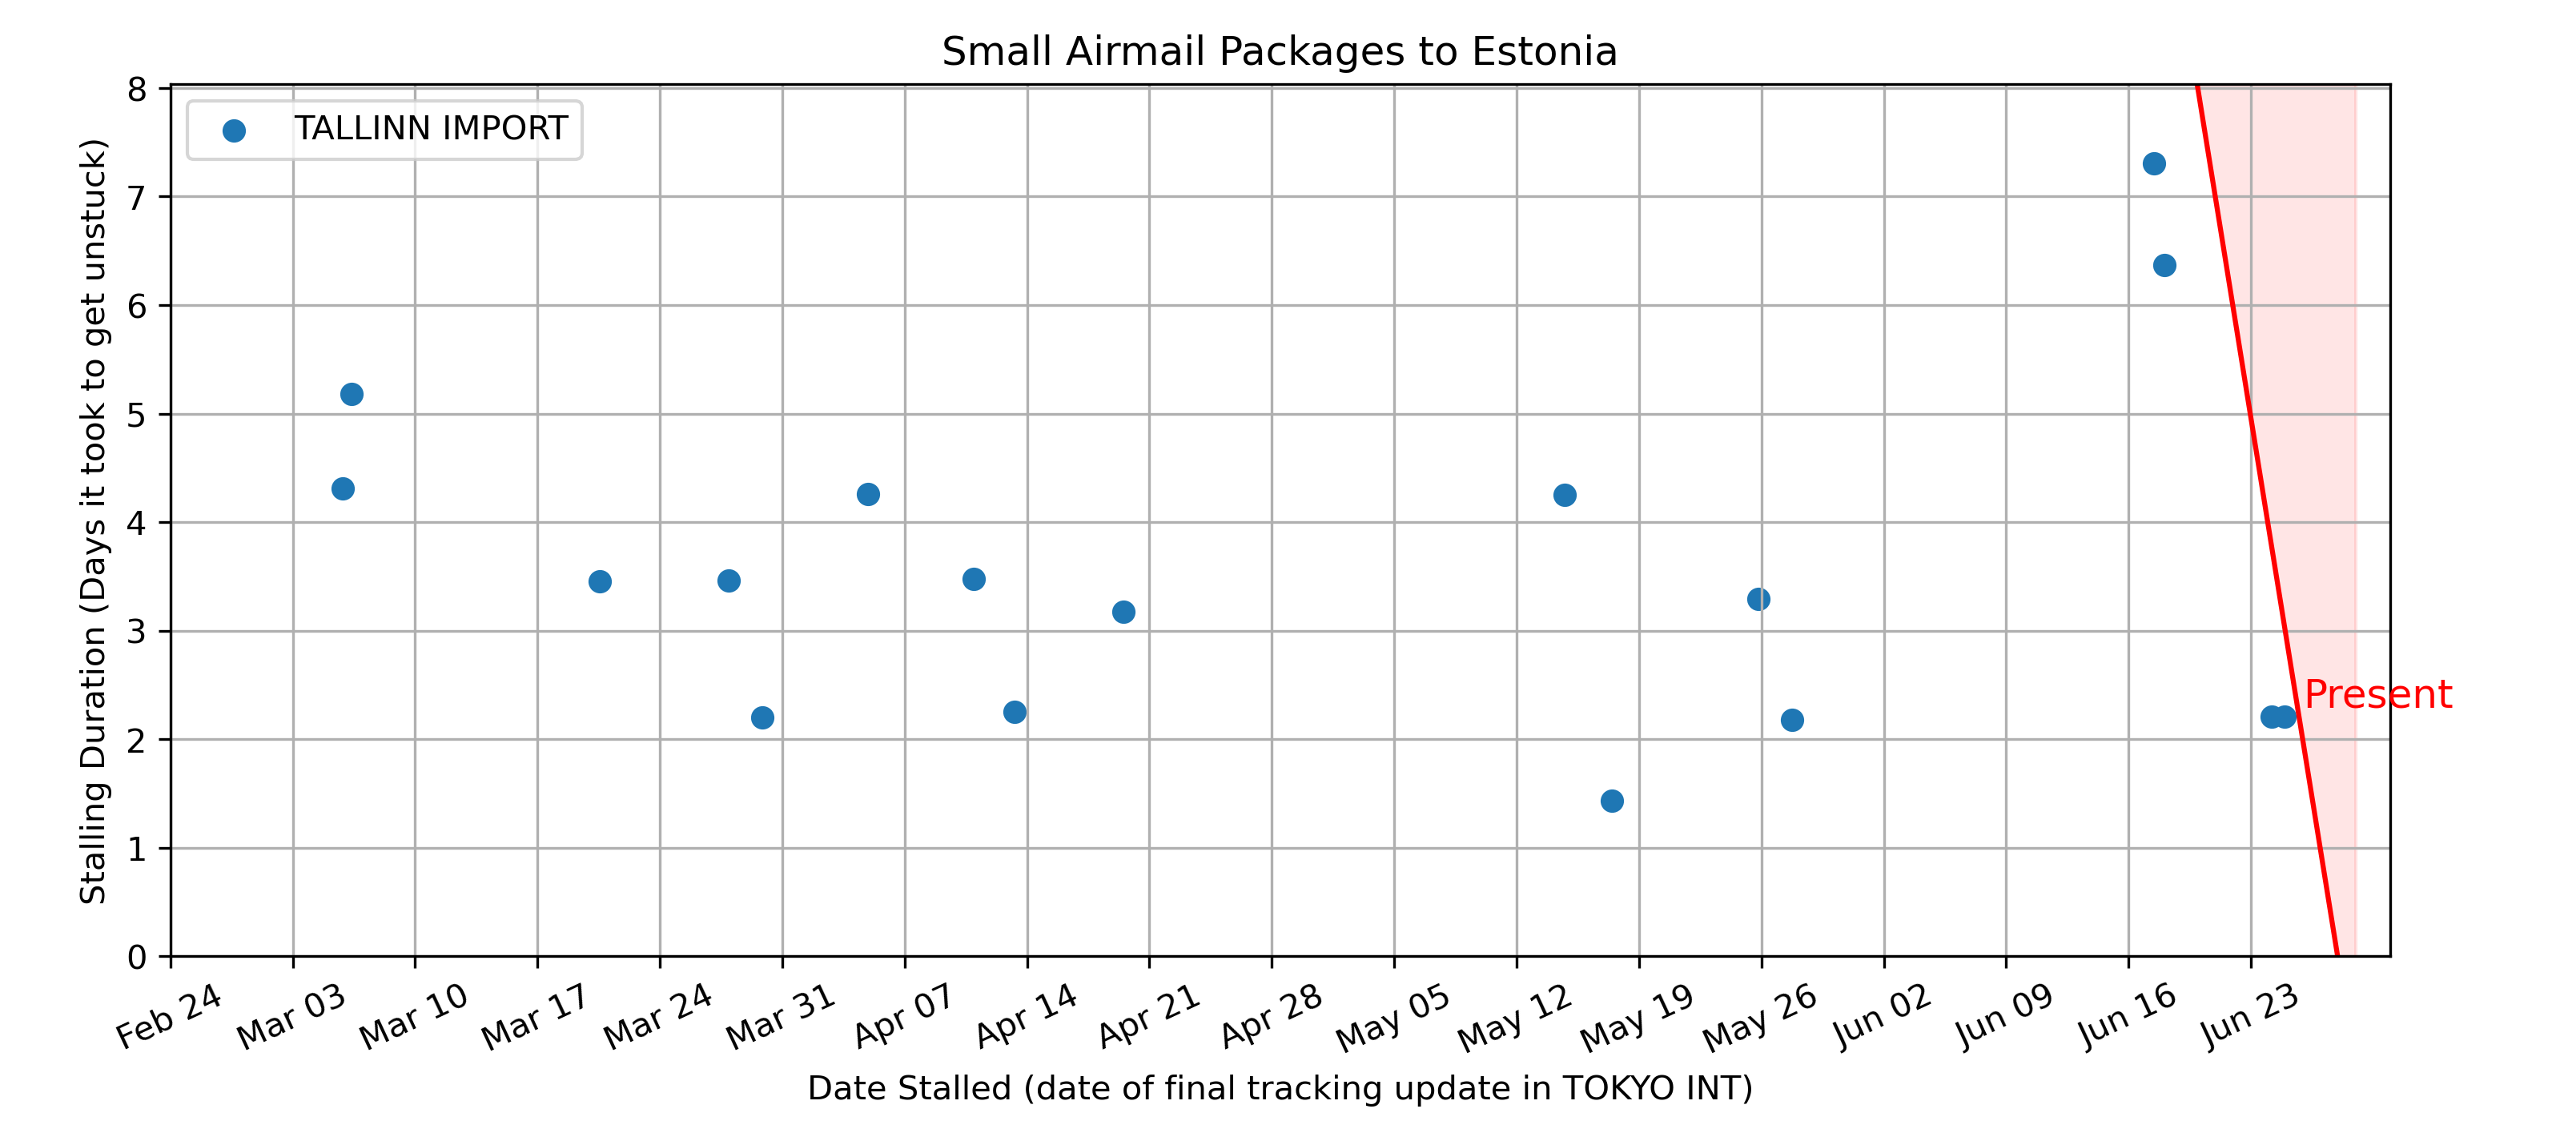 Small Airmail Packages to Estonia
TALLINN IMPORT
Stalling Duration (Days it took to get unstuck)
8
7
6
5
4
3
2
1
0
Present
Feb 24
Mar 03
Mar 10
Mar 17
Mar 24
Mar 31
Apr 07
Apr 14
Apr 21
Apr 28
May 05
May 12
May 19
May 26
Jun 02
Jun 09
Jun 16
Jun 23
Date Stalled (date of final tracking update in TOKYO INT)